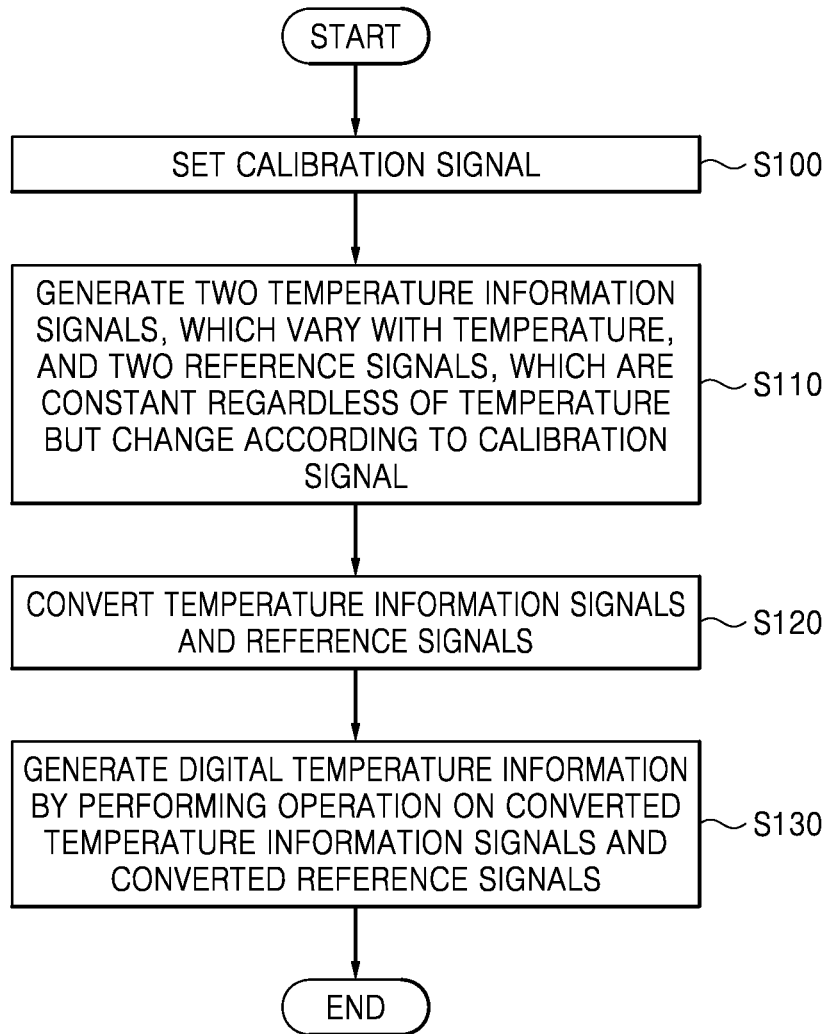 START
SET CALIBRATION SIGNAL
S100
GENERATE TWO TEMPERATURE INFORMATION
SIGNALS, WHICH VARY WITH TEMPERATURE,
AND TWO REFERENCE SIGNALS, WHICH ARE
CONSTANT REGARDLESS OF TEMPERATURE
BUT CHANGE ACCORDING TO CALIBRATION
SIGNAL
S110
CONVERT TEMPERATURE INFORMATION SIGNALS
AND REFERENCE SIGNALS
S120
GENERATE DIGITAL TEMPERATURE INFORMATION
BY PERFORMING OPERATION ON CONVERTED
TEMPERATURE INFORMATION SIGNALS AND
CONVERTED REFERENCE SIGNALS
S130
END